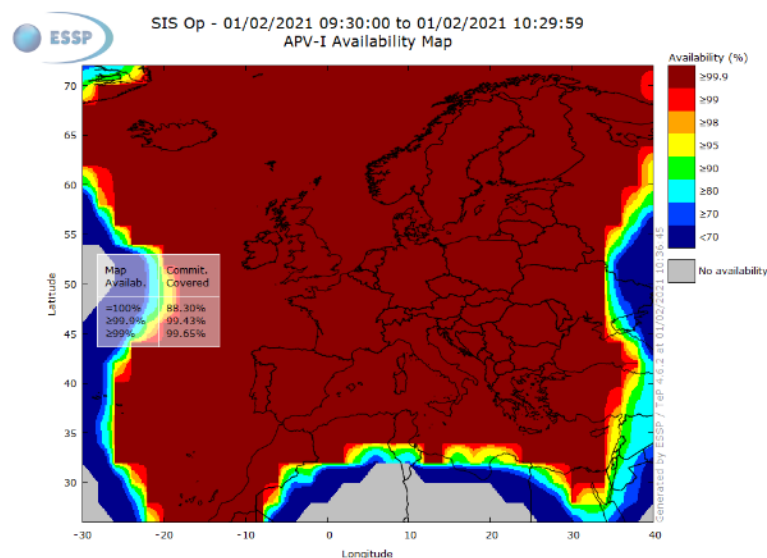 ESSP
SIS Op - 01/02/2021 09:30:00 to 01/02/2021 10:29:59
APV-I Availability Map
Availability (%)
≥99.9
≥99
≥98
≥95
≥90
≥80
≥70
<70
No availability
Map Availab. Commit. Covered
=100% 88.30%
≥99.9% 99.43%
≥99% 99.65%
Latitude
70
65
60
55
50
45
40
35
30
-30 -20 -10 0 10 20 30 40
Longitude
Generated by ESSP / TeP 4.6.2 at 01/02/2021 10:36:45